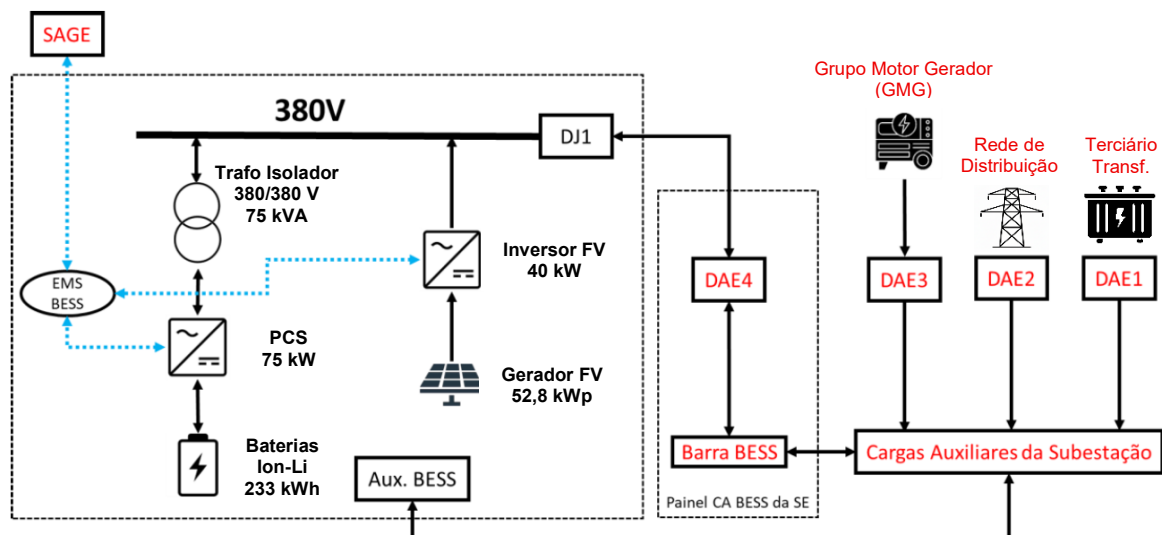 SAGE
380V
DJ1
Trafo Isolador
380/380 V
75 kVA
Inversor FV
40 kW
EMS
BESS
PCS
75 kW
Gerador FV
52,8 kWp
Baterias
Ion-Li
233 kWh
Aux. BESS
DAE4
Barra BESS
Painel CA BESS da SE
Grupo Motor Gerador
(GMG)
Rede de
Distribuição
Terciário
Transf.
DAE3
DAE2
DAE1
Cargas Auxiliares da Subestação